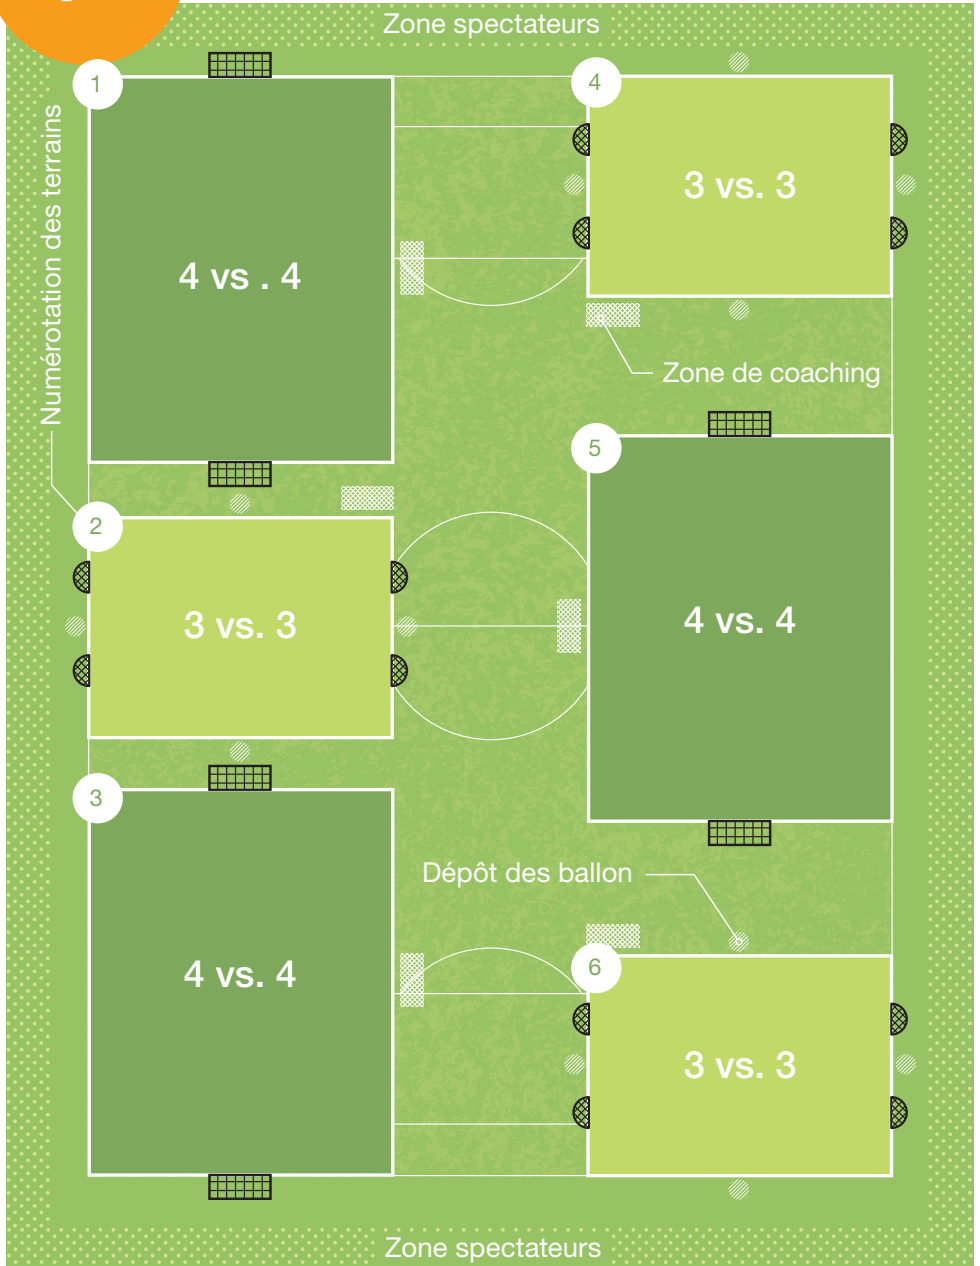 Zone spectateurs
Numérotation des terrains
1
4 vs . 4
4
3 vs. 3
Zone de coaching
2
3 vs. 3
5
4 vs. 4
3
4 vs. 4
Dépôt des ballon
6
3 vs. 3
Zone spectateurs